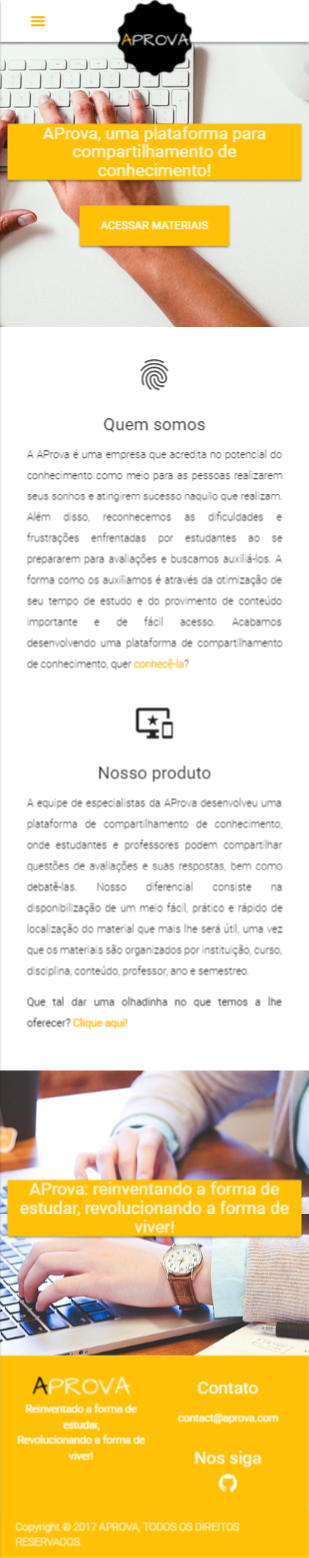 APROVA
AProva, uma plataforma para
compartilhamento de
conhecimento!
ACESSAR MATERIAIS
Quem somos
A AProva é uma empresa que acredita no potencial do
conhecimento como meio para as pessoas realizarem
seus sonhos e atingirem sucesso naquilo que realizam.
Além disso, reconhecemos as dificuldades e
frustrações enfrentadas por estudantes ao se
prepararem para avaliações e buscamos auxiliá-los. A
forma como os auxiliamos é através da otimização de
seu tempo de estudo e do provimento de conteúdo
importante e de fácil acesso. Acabamos
desenvolvendo uma plataforma de compartilhamento
de conhecimento, quer conhecê-la?
Nosso produto
A equipe de especialistas da AProva desenvolveu uma
plataforma de compartilhamento de conhecimento,
onde estudantes e professores podem compartilhar
questões de avaliações e suas respostas, bem como
debatê-las. Nosso diferencial consiste na
disponibilização de um meio fácil, prático e rápido de
localização do material que mais lhe será útil, uma vez
que os materiais são organizados por instituição, curso,
disciplina, conteúdo, professor, ano e semestreo.
Que tal dar uma olhadinha no que temos a lhe
oferecer? Clique aqui!
AProva: reinventando a forma de
estudar, revolucionando a forma de
viver!
APROVA
Reinventado a forma de
estudar,
Revolucionando a forma de
viver!
Contato
contact@aprova.com
Nos siga
Copyright © 2017 APROVA, TODOS OS DIREITOS
RESERVADOS.